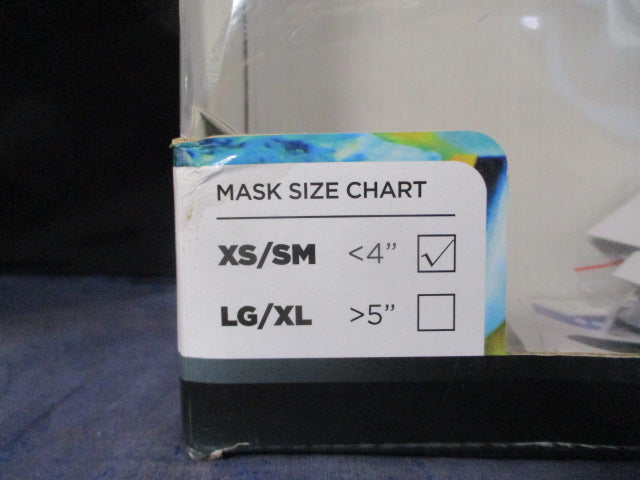 MASK SIZE CHART
XS/SM <4”
LG/XL >5”